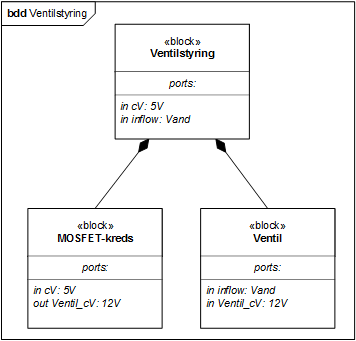 bdd Ventilstyring
«block»
Ventilstyring
ports:
in cV: 5V
in inflow: Vand
«block»
MOSFET-kreds
ports:
in cV: 5V
out Ventil_cV: 12V
«block»
Ventil
ports:
in inflow: Vand
in Ventil_cV: 12V